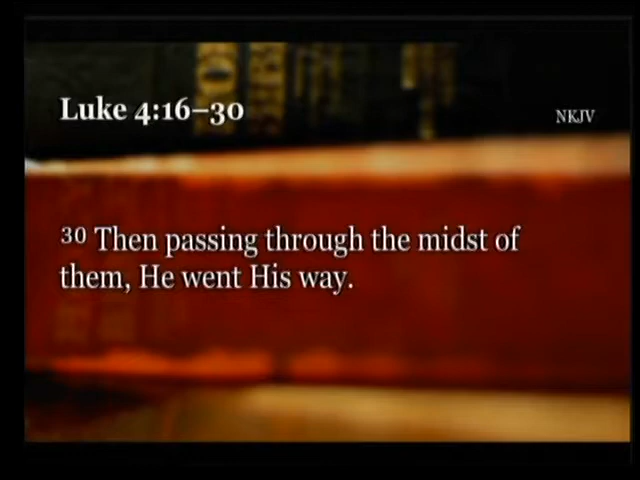 Luke 4:16–30
NKJV
30 Then passing through the midst of
them, He went His way.